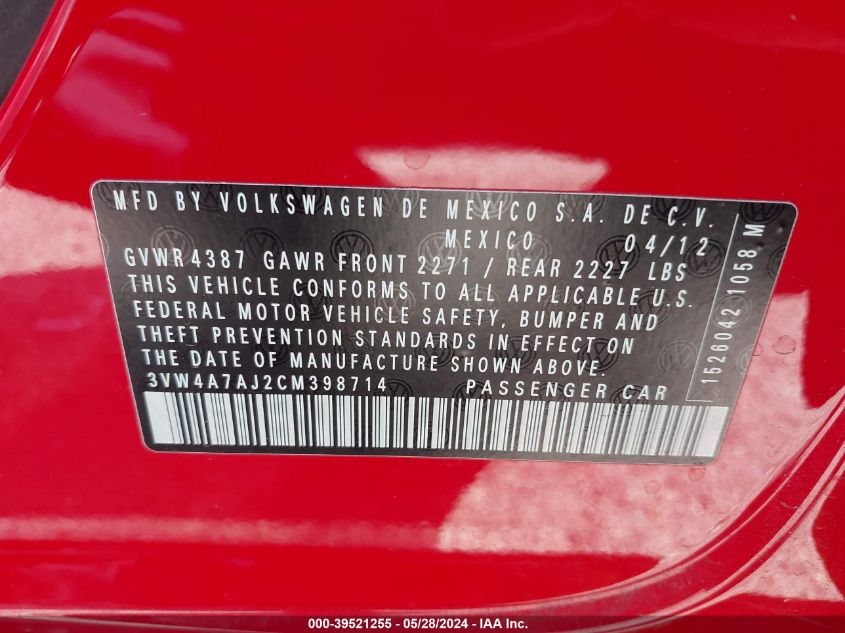 MFD BY VOLKSWAGEN DE MEXICO S.A. DE C.V.
MEXICO 04/12
GVWR 4387 GAWR FRONT 2271 / REAR 2227 LBS
THIS VEHICLE CONFORMS TO ALL APPLICABLE U.S.
FEDERAL MOTOR VEHICLE SAFETY, BUMPER AND
THEFT PREVENTION STANDARDS IN EFFECT ON
THE DATE OF MANUFACTURE SHOWN ABOVE.
3VW4A7AJ2CM398714 PASSENGER CAR
1526042 1058 M
000-39521255 - 05/28/2024 - IAA Inc.